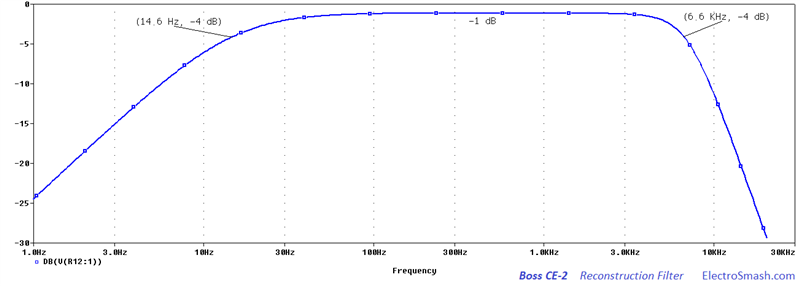 0
(14.6 Hz, -4 dB)
-1 dB
(6.6 KHz, -4 dB)
-5
-10
-15
-20
-25
-30
1.0Hz 3.0Hz 10Hz 30Hz 100Hz 300Hz 1.0KHz 3.0KHz 10KHz 30KHz
DB(V(R12:1))
Frequency
Boss CE-2 Reconstruction Filter ElectroSmash.com